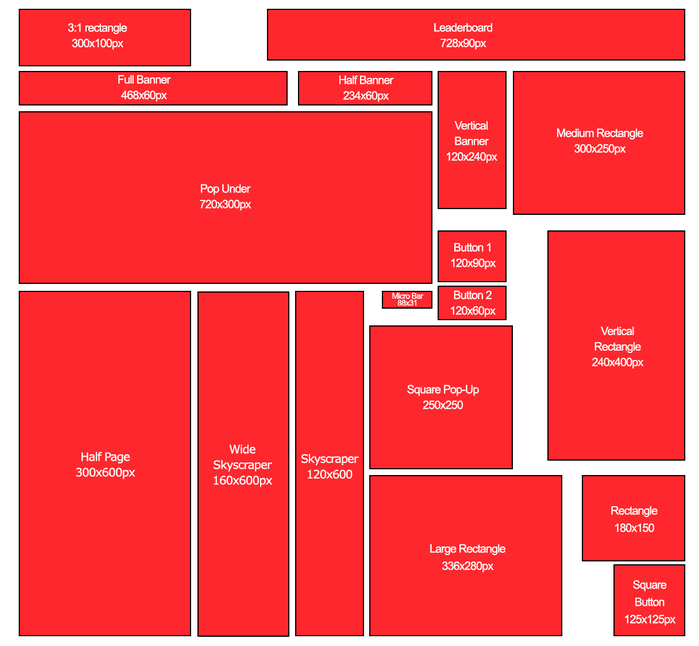 3:1 rectangle
300x100px
Leaderboard
728x90px
Full Banner
468x60px
Half Banner
234x60px
Vertical
Banner
120x240px
Medium Rectangle
300x250px
Pop Under
720x300px
Button 1
120x90px
Button 2
120x60px
Micro Bar
88x31
Vertical
Rectangle
240x400px
Square Pop-Up
250x250
Half Page
300x600px
Wide
Skyscraper
160x600px
Skyscraper
120x600
Large Rectangle
336x280px
Rectangle
180x150
Square
Button
125x125px